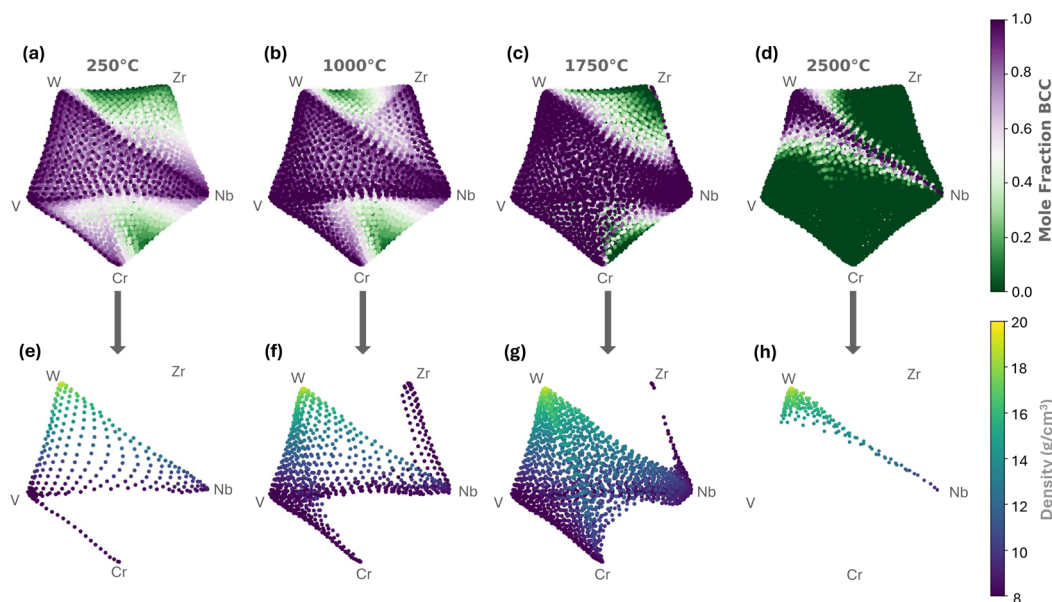 (a)
250°C
W
Zr
V
Nb
Cr
(b)
1000°C
W
Zr
V
Nb
Cr
(c)
1750°C
W
Zr
V
Nb
Cr
(d)
2500°C
W
Zr
V
Nb
Cr
1.0
0.8
0.6
0.4
0.2
0.0
Mole Fraction BCC
(e)
W
Zr
V
Nb
Cr
(f)
W
Zr
V
Nb
Cr
(g)
W
Zr
V
Nb
Cr
(h)
W
Zr
V
Nb
Cr
20
18
16
14
12
10
8
Density (g/cm³)